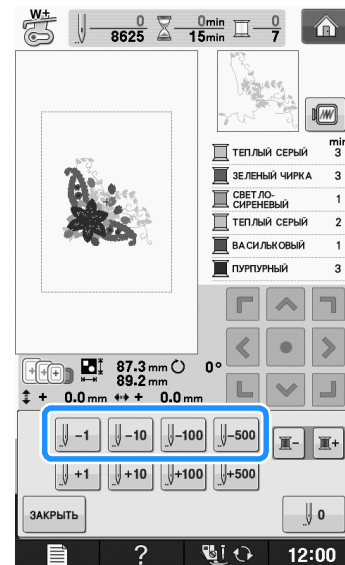 W+
0 0min 0
8625 15min 7
min
ТЕПЛЫЙ СЕРЫЙ 3
ЗЕЛЕНЫЙ ЧИРКА 3
СВЕТЛО-
СИРЕНЕВЫЙ 1
ТЕПЛЫЙ СЕРЫЙ 2
ВАСИЛЬКОВЫЙ 1
ПУРПУРНЫЙ 3
87.3 mm 0°
89.2 mm
+ 0.0 mm + 0.0 mm
-1 -10 -100 -500 - +
+1 +10 +100 +500
ЗАКРЫТЬ 0
? 12:00